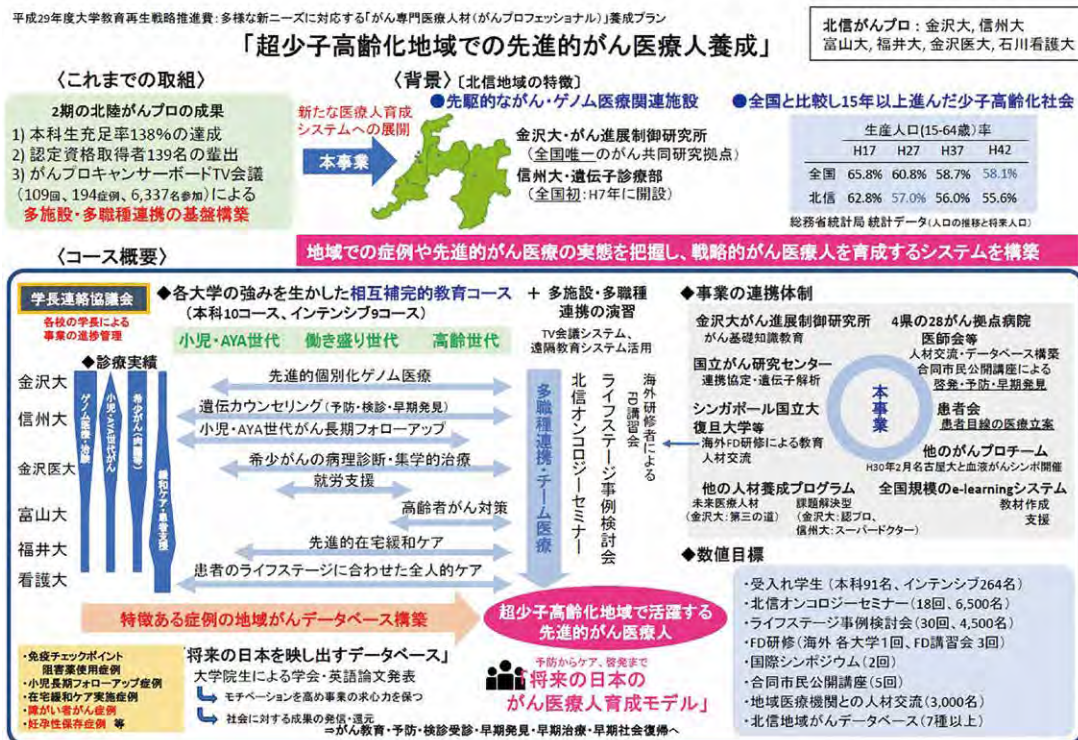 平成29年度大学教育再生戦略推進費：多様な新ニーズに対応する「がん専門医療人材(がんプロフェッショナル)」養成プラン
「超少子高齢化地域での先進的がん医療人養成」
北信がんプロ：金沢大, 信州大
富山大, 福井大, 金沢医大, 石川看護大
〈これまでの取組〉
2期の北陸がんプロの成果
1) 本科生充足率138%の達成
2) 認定資格取得者139名の輩出
3) がんプロキャンサーボードTV会議
(109回、194症例、6,337名参加)による
多施設・多職種連携の基盤構築
新たな医療人育成
システムへの展開
本事業
〈背景〉〔北信地域の特徴〕
●先駆的ながん・ゲノム医療関連施設
金沢大・がん進展制御研究所
(全国唯一のがん共同研究拠点)
信州大・遺伝子診療部
(全国初：H7年に開設)
●全国と比較し15年以上進んだ少子高齢化社会
生産人口(15-64歳)率
H17 H27 H37 H42
全国 65.8% 60.8% 58.7% 58.1%
北信 62.8% 57.0% 56.0% 55.6%
総務省統計局 統計データ(人口の推移と将来人口)
地域での症例や先進的がん医療の実態を把握し、戦略的がん医療人を育成するシステムを構築
〈コース概要〉
学長連絡協議会
各校の学長による
事業の進捗管理
◆診療実績
金沢大
信州大
金沢医大
富山大
福井大
看護大
ゲノム医療・治験
小児・AYA世代がん
希少がん(肉腫等)
緩和ケア・患者支援
◆各大学の強みを生かした相互補完的教育コース
(本科10コース、インテンシブ9コース)
小児・AYA世代 働き盛り世代 高齢世代
先進的個別化ゲノム医療
遺伝カウンセリング(予防・検診・早期発見)
小児・AYA世代がん長期フォローアップ
希少がんの病理診断・集学的治療
就労支援
高齢者がん対策
先進的在宅緩和ケア
患者のライフステージに合わせた全人的ケア
＋ 多施設・多職種
連携の演習
TV会議システム、
遠隔教育システム活用
多職種連携・チーム医療
北信オンコロジーセミナー
ライフステージ事例検討会
海外研修者による
FD講習会
◆事業の連携体制
金沢大がん進展制御研究所
がん基礎知識教育
国立がん研究センター
連携協定・遺伝子解析
シンガポール国立大
復旦大学等
海外FD研修による教育
人材交流
他の人材養成プログラム
未来医療人材
(金沢大：第三の道)
課題解決型
(金沢大：認プロ、
信州大：スーパードクター)
本事業
4県の28がん拠点病院
医師会等
人材交流・データベース構築
合同市民公開講座による
啓発・予防・早期発見
患者会
患者目線の医療立案
他のがんプロチーム
H30年2月名古屋大と血液がんシンポ開催
全国規模のe-learningシステム
教材作成
支援
◆数値目標
・受入れ学生（本科91名、インテンシブ264名）
・北信オンコロジーセミナー（18回、6,500名）
・ライフステージ事例検討会（30回、4,500名）
・FD研修（海外 各大学1回、FD講習会 3回）
・国際シンポジウム（2回）
・合同市民公開講座（5回）
・地域医療機関との人材交流（3,000名）
・北信地域がんデータベース（7種以上）
特徴ある症例の地域がんデータベース構築
超少子高齢化地域で活躍する
先進的がん医療人
・免疫チェックポイント
阻害薬使用症例
・小児長期フォローアップ症例
・在宅緩和ケア実施症例
・障がい者がん症例
・妊孕性保存症例 等
「将来の日本を映し出すデータベース」
大学院生による学会・英語論文発表
モチベーションを高め事業の求心力を保つ
社会に対する成果の発信・還元
⇒がん教育・予防・検診受診・早期発見・早期治療・早期社会復帰へ
予防からケア、啓発まで
「将来の日本の
がん医療人育成モデル」